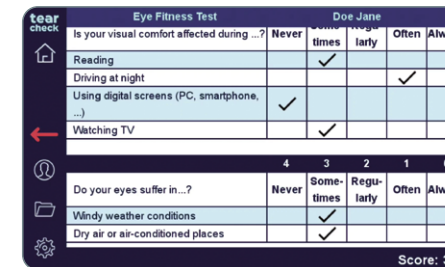 tear
check
Eye Fitness Test
Doe Jane
Is your visual comfort affected during ...? Never times larly Often
Reading
Driving at night
Using digital screens (PC, smartphone,
...)
Watching TV
4 3 2 1
Do your eyes suffer in...? Never Some- Regu- Often
times larly
Windy weather conditions
Dry air or air-conditioned places
Score: